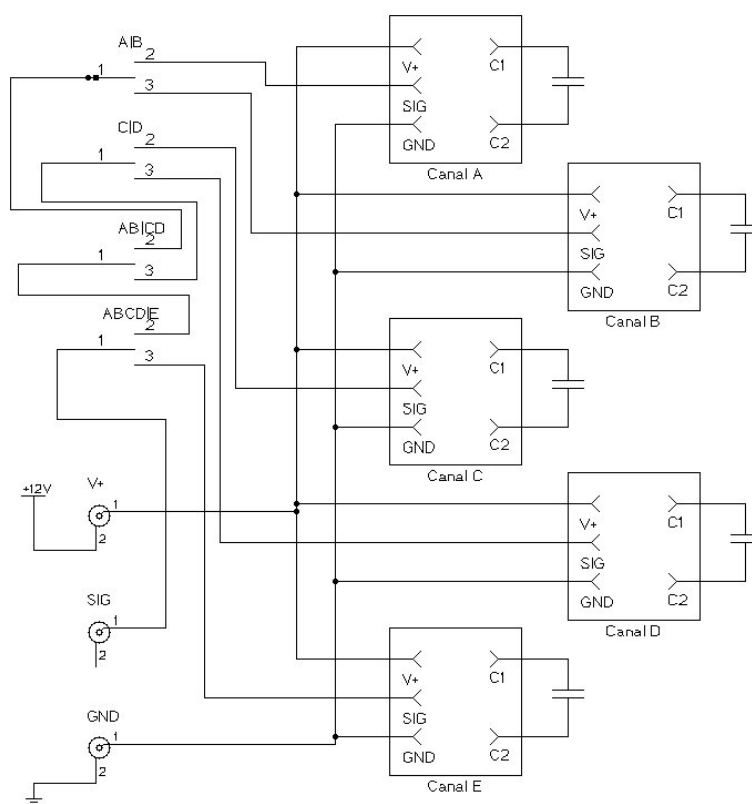 A|B
1
2
3
C|D
1
2
3
AB|CD
1
2
3
ABCD|E
1
2
3
+12V
V+
1
2
SIG
1
2
GND
1
2
V+
SIG
GND
C1
C2
Canal A
V+
SIG
GND
C1
C2
Canal B
V+
SIG
GND
C1
C2
Canal C
V+
SIG
GND
C1
C2
Canal D
V+
SIG
GND
C1
C2
Canal E